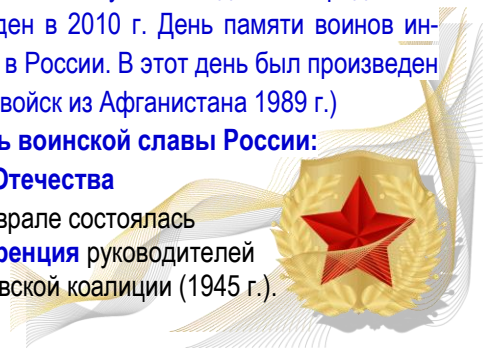 ден в 2010 г. День памяти воинов ин-
в России. В этот день был произведен
войск из Афганистана 1989 г.)
ь воинской славы России:
Отечества
врале состоялась
ренция руководителей
вской коалиции (1945 г.).